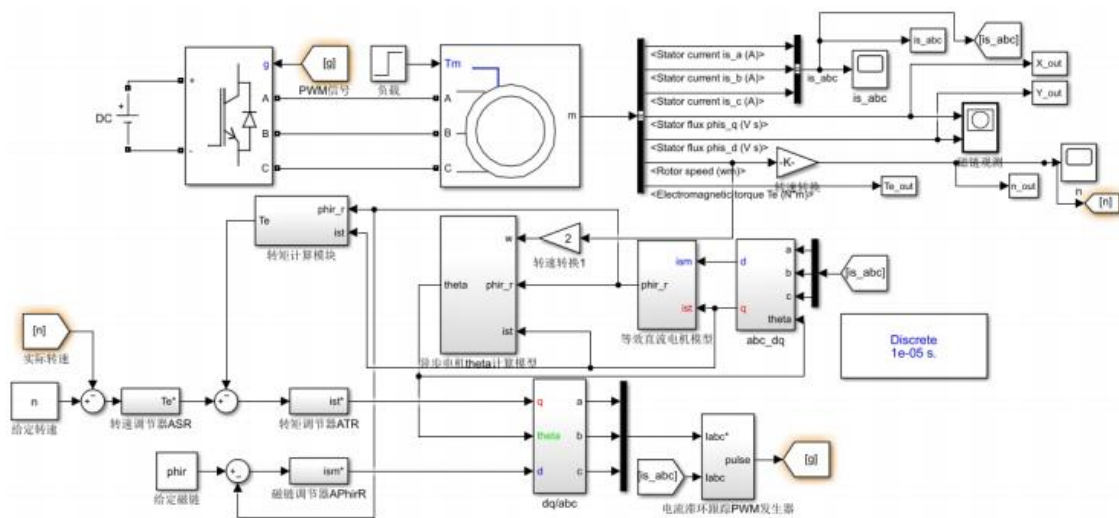 DC
+
-
g
A
B
C
[g]
PWM信号
负载
Tm
A
B
C
m
<Stator current is_a (A)>
<Stator current is_b (A)>
<Stator current is_c (A)>
<Stator flux phis_q (V s)>
<Stator flux phis_d (V s)>
<Rotor speed (wm)>
<Electromagnetic torque Te (N*m)>
is_abc
is_abc
is_abc
[is_abc]
X_out
Y_out
磁链观测
-K-
转速转换
Te_out
n_out
n
[n]
Te
phir_r
ist
转矩计算模块
w
theta
phir_r
ist
异步电机theta计算模型
2
转速转换1
ism
phir_r
ist
等效直流电机模型
d
q
a
b
c
theta
abc_dq
[is_abc]
Discrete
1e-05 s.
[n]
实际转速
n
给定转速
Te*
转速调节器ASR
ist*
转矩调节器ATR
phir
给定磁链
ism*
磁链调节器APhirR
q
theta
d
a
b
c
dq/abc
[is_abc]
Iabc*
Iabc
pulse
电流滞环跟踪PWM发生器
[g]